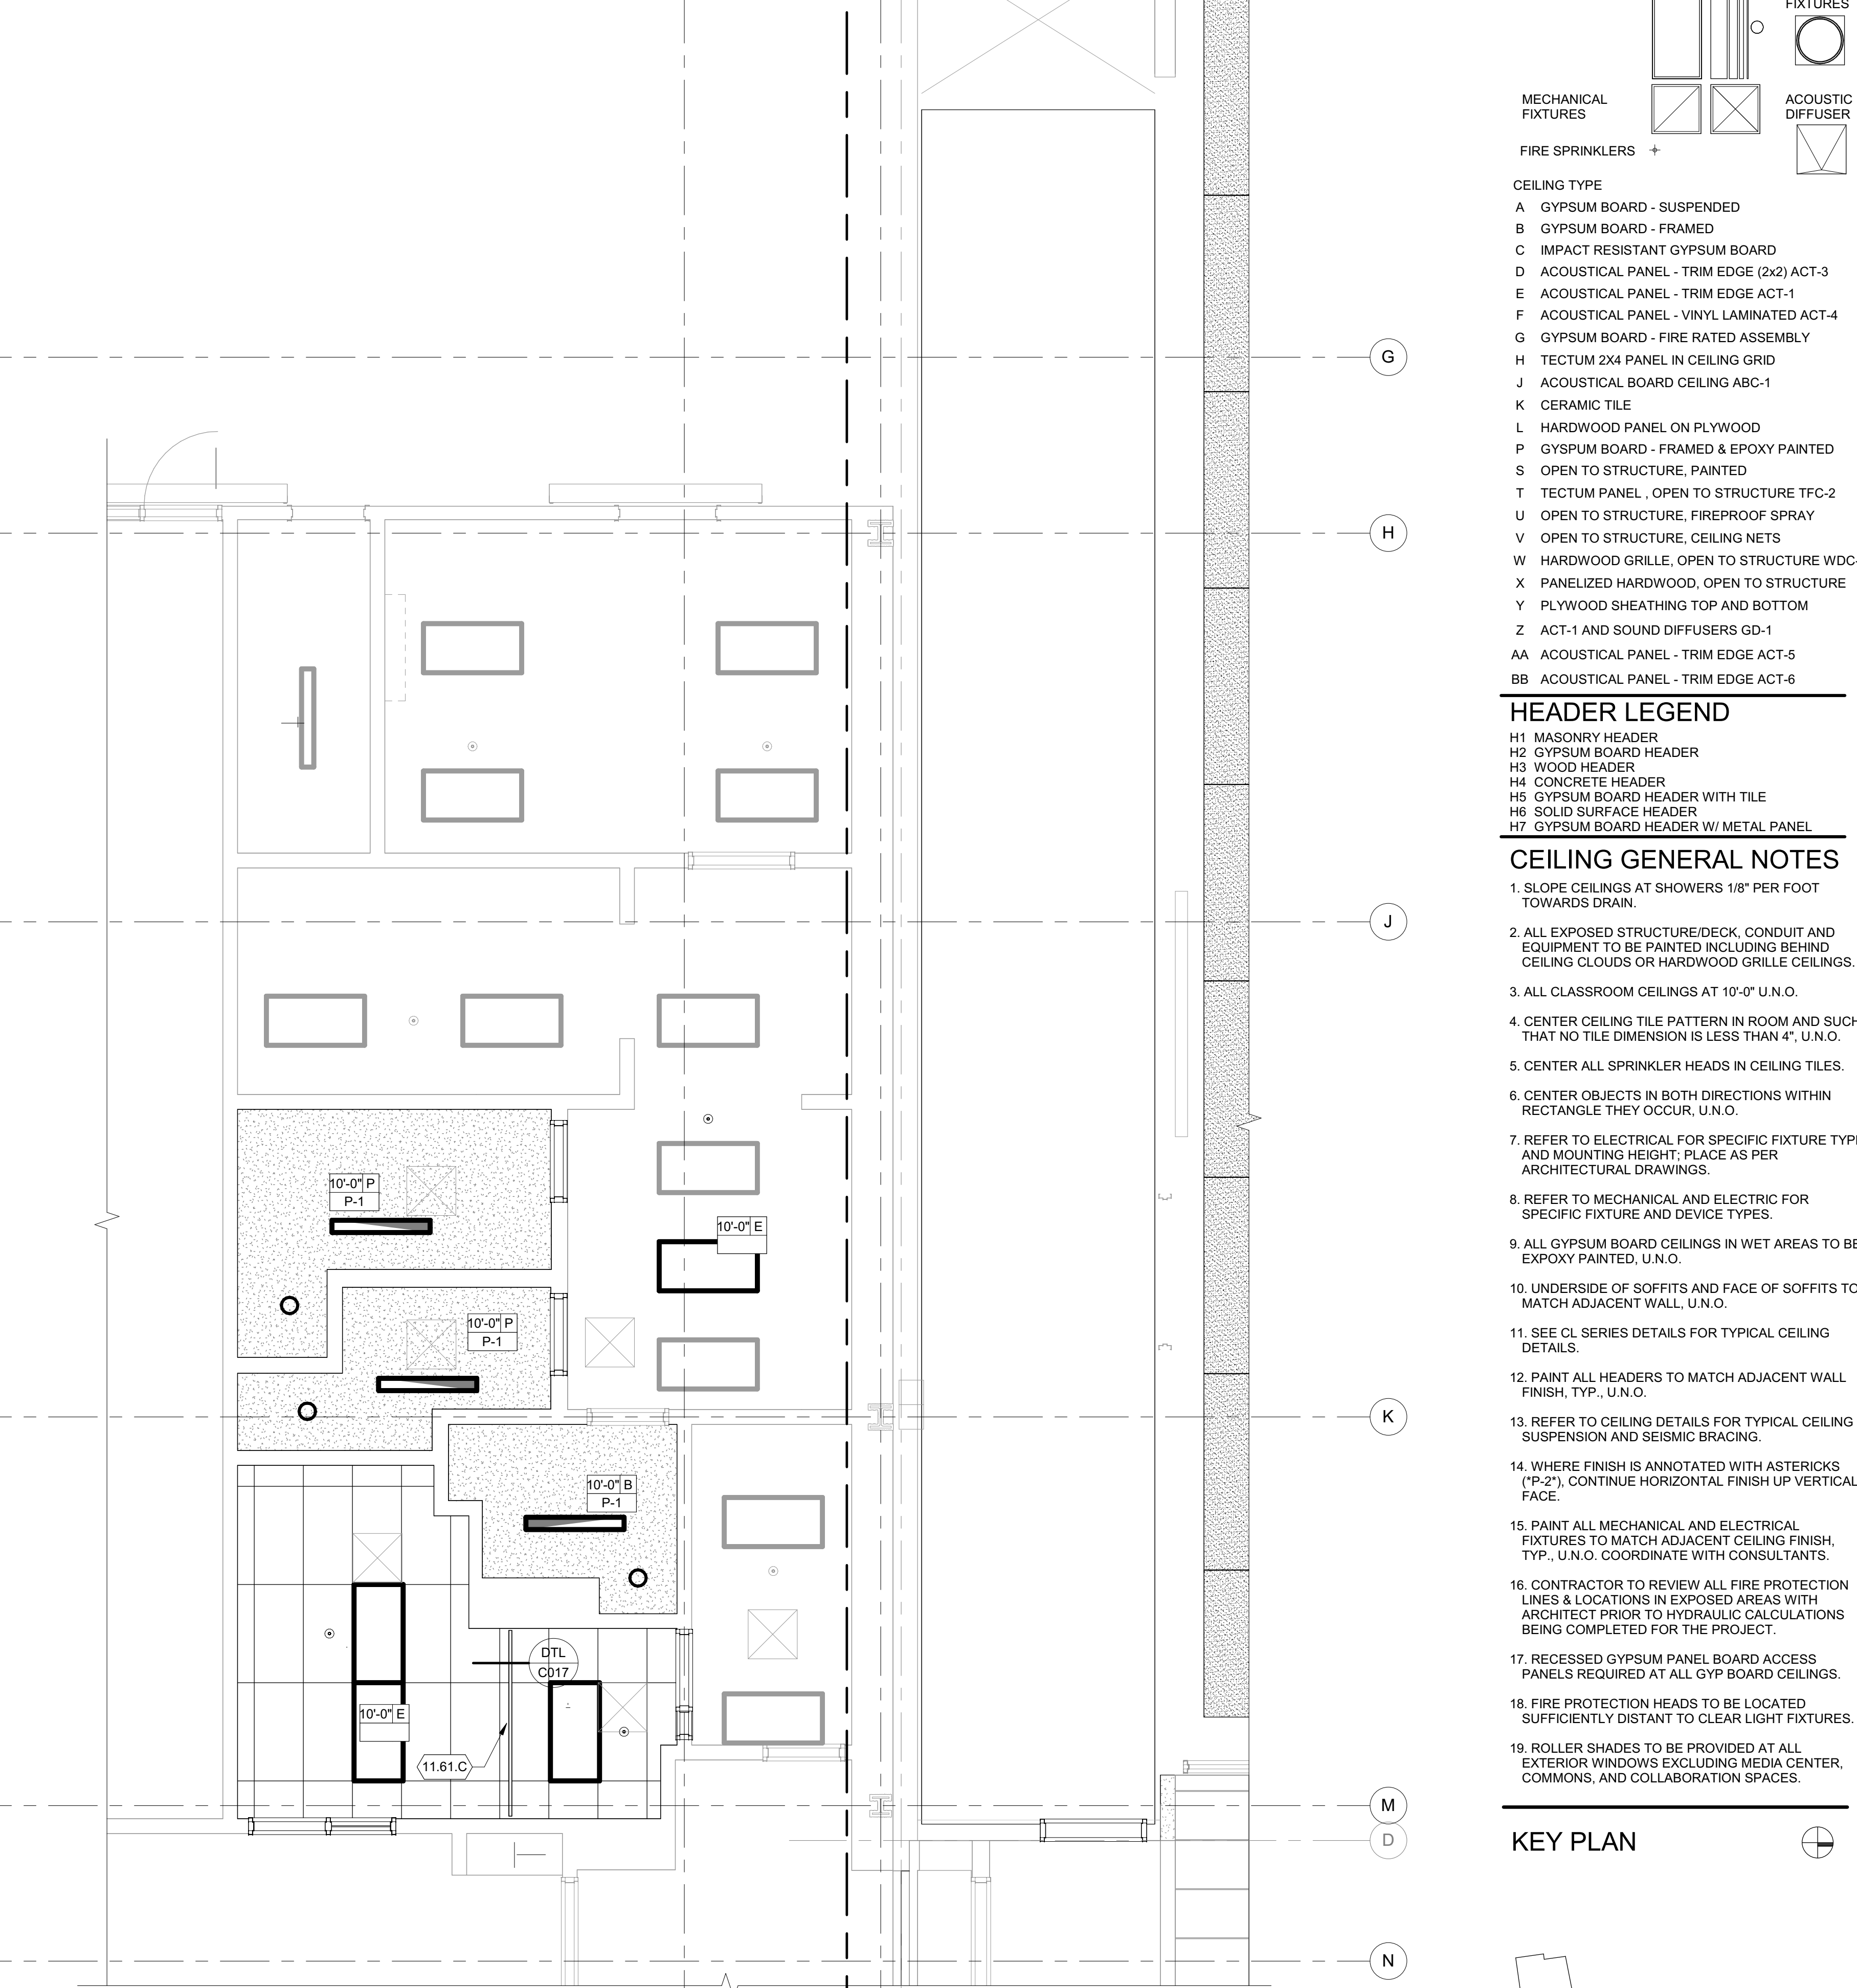 FIXTURES
MECHANICAL
FIXTURES
ACOUSTIC
DIFFUSER
FIRE SPRINKLERS
CEILING TYPE
A GYPSUM BOARD - SUSPENDED
B GYPSUM BOARD - FRAMED
C IMPACT RESISTANT GYPSUM BOARD
D ACOUSTICAL PANEL - TRIM EDGE (2x2) ACT-3
E ACOUSTICAL PANEL - TRIM EDGE ACT-1
F ACOUSTICAL PANEL - VINYL LAMINATED ACT-4
G GYPSUM BOARD - FIRE RATED ASSEMBLY
H TECTUM 2X4 PANEL IN CEILING GRID
J ACOUSTICAL BOARD CEILING ABC-1
K CERAMIC TILE
L HARDWOOD PANEL ON PLYWOOD
P GYSPUM BOARD - FRAMED & EPOXY PAINTED
S OPEN TO STRUCTURE, PAINTED
T TECTUM PANEL , OPEN TO STRUCTURE TFC-2
U OPEN TO STRUCTURE, FIREPROOF SPRAY
V OPEN TO STRUCTURE, CEILING NETS
W HARDWOOD GRILLE, OPEN TO STRUCTURE WDC-
X PANELIZED HARDWOOD, OPEN TO STRUCTURE
Y PLYWOOD SHEATHING TOP AND BOTTOM
Z ACT-1 AND SOUND DIFFUSERS GD-1
AA ACOUSTICAL PANEL - TRIM EDGE ACT-5
BB ACOUSTICAL PANEL - TRIM EDGE ACT-6
HEADER LEGEND
H1 MASONRY HEADER
H2 GYPSUM BOARD HEADER
H3 WOOD HEADER
H4 CONCRETE HEADER
H5 GYPSUM BOARD HEADER WITH TILE
H6 SOLID SURFACE HEADER
H7 GYPSUM BOARD HEADER W/ METAL PANEL
CEILING GENERAL NOTES
1. SLOPE CEILINGS AT SHOWERS 1/8" PER FOOT
TOWARDS DRAIN.
2. ALL EXPOSED STRUCTURE/DECK, CONDUIT AND
EQUIPMENT TO BE PAINTED INCLUDING BEHIND
CEILING CLOUDS OR HARDWOOD GRILLE CEILINGS.
3. ALL CLASSROOM CEILINGS AT 10'-0" U.N.O.
4. CENTER CEILING TILE PATTERN IN ROOM AND SUCH
THAT NO TILE DIMENSION IS LESS THAN 4", U.N.O.
5. CENTER ALL SPRINKLER HEADS IN CEILING TILES.
6. CENTER OBJECTS IN BOTH DIRECTIONS WITHIN
RECTANGLE THEY OCCUR, U.N.O.
7. REFER TO ELECTRICAL FOR SPECIFIC FIXTURE TYPE
AND MOUNTING HEIGHT; PLACE AS PER
ARCHITECTURAL DRAWINGS.
8. REFER TO MECHANICAL AND ELECTRIC FOR
SPECIFIC FIXTURE AND DEVICE TYPES.
9. ALL GYPSUM BOARD CEILINGS IN WET AREAS TO BE
EXPOXY PAINTED, U.N.O.
10. UNDERSIDE OF SOFFITS AND FACE OF SOFFITS TO
MATCH ADJACENT WALL, U.N.O.
11. SEE CL SERIES DETAILS FOR TYPICAL CEILING
DETAILS.
12. PAINT ALL HEADERS TO MATCH ADJACENT WALL
FINISH, TYP., U.N.O.
13. REFER TO CEILING DETAILS FOR TYPICAL CEILING
SUSPENSION AND SEISMIC BRACING.
14. WHERE FINISH IS ANNOTATED WITH ASTERICKS
(*P-2*), CONTINUE HORIZONTAL FINISH UP VERTICAL
FACE.
15. PAINT ALL MECHANICAL AND ELECTRICAL
FIXTURES TO MATCH ADJACENT CEILING FINISH,
TYP., U.N.O. COORDINATE WITH CONSULTANTS.
16. CONTRACTOR TO REVIEW ALL FIRE PROTECTION
LINES & LOCATIONS IN EXPOSED AREAS WITH
ARCHITECT PRIOR TO HYDRAULIC CALCULATIONS
BEING COMPLETED FOR THE PROJECT.
17. RECESSED GYPSUM PANEL BOARD ACCESS
PANELS REQUIRED AT ALL GYP BOARD CEILINGS.
18. FIRE PROTECTION HEADS TO BE LOCATED
SUFFICIENTLY DISTANT TO CLEAR LIGHT FIXTURES.
19. ROLLER SHADES TO BE PROVIDED AT ALL
EXTERIOR WINDOWS EXCLUDING MEDIA CENTER,
COMMONS, AND COLLABORATION SPACES.
KEY PLAN
G
H
J
K
M
D
N
10'-0" P
P-1
10'-0" E
10'-0" P
P-1
10'-0" B
P-1
DTL
C017
10'-0" E
11.61.C